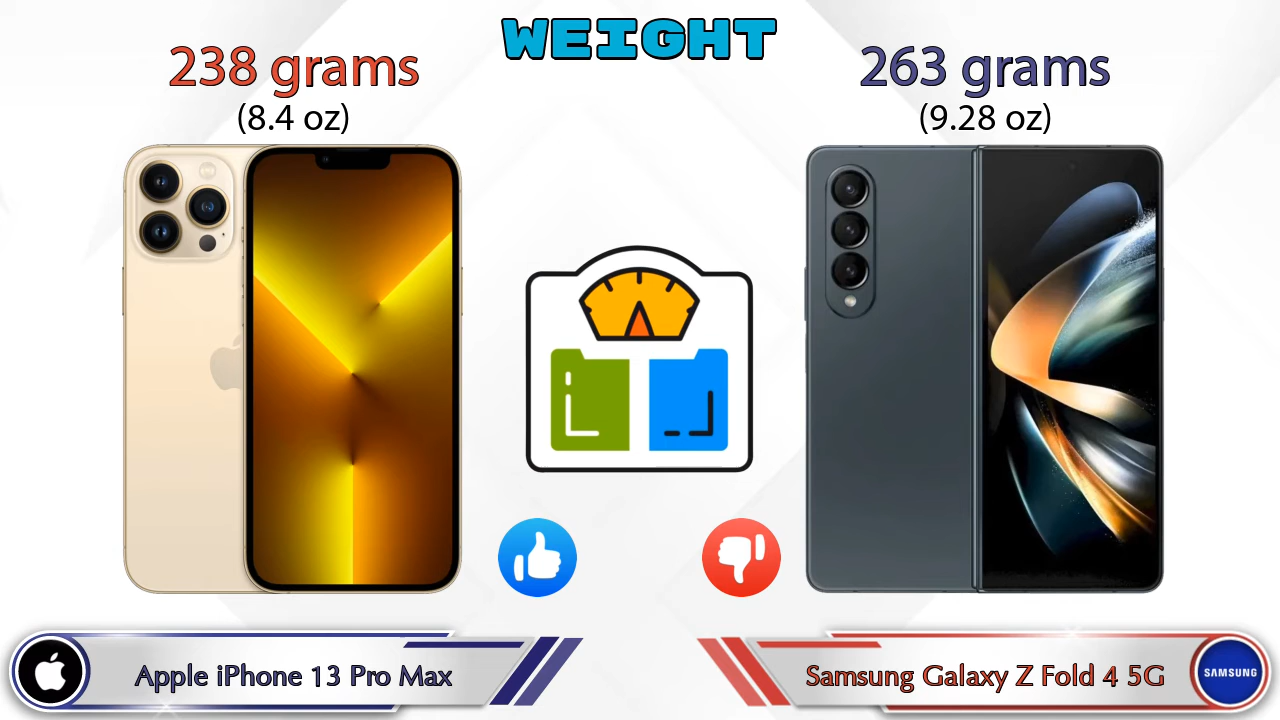 WEIGHT
238 grams
(8.4 oz)
263 grams
(9.28 oz)
Apple iPhone 13 Pro Max
Samsung Galaxy Z Fold 4 5G
SAMSUNG